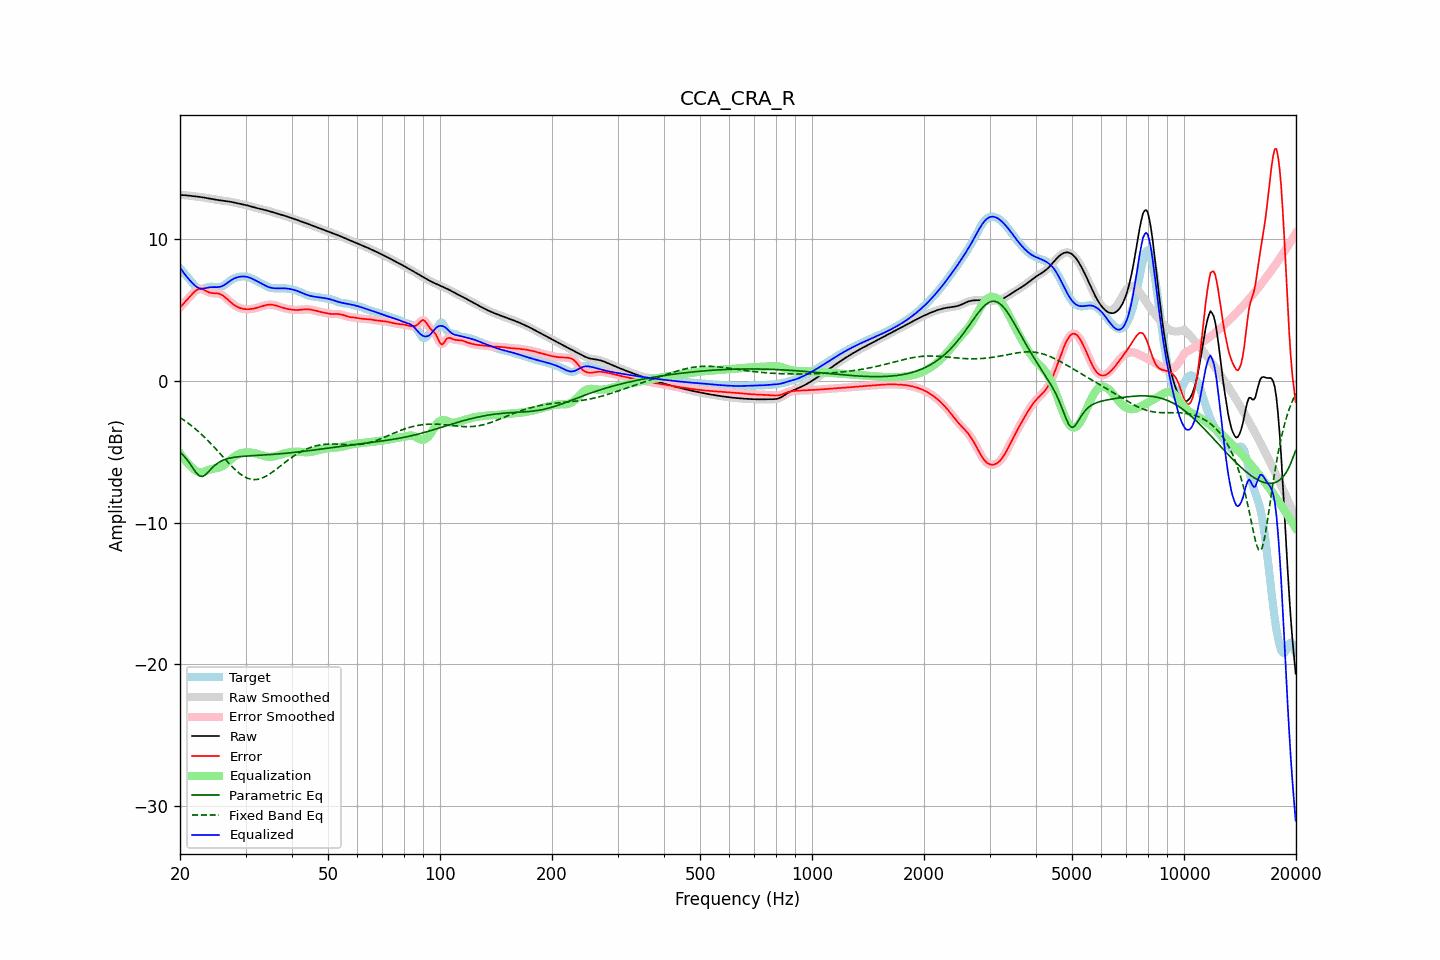 CCA_CRA_R
Amplitude (dBr)
10
0
−10
−20
−30
Target
Raw Smoothed
Error Smoothed
Raw
Error
Equalization
Parametric Eq
Fixed Band Eq
Equalized
20 50 100 200 500 1000 2000 5000 10000 20000
Frequency (Hz)